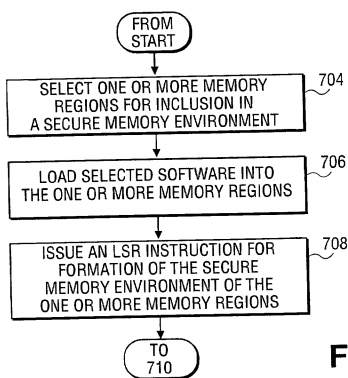 FROM
START
SELECT ONE OR MORE MEMORY
REGIONS FOR INCLUSION IN
A SECURE MEMORY ENVIRONMENT
704
LOAD SELECTED SOFTWARE INTO
THE ONE OR MORE MEMORY REGIONS
706
ISSUE AN LSR INSTRUCTION FOR
FORMATION OF THE SECURE
MEMORY ENVIRONMENT OF THE
ONE OR MORE MEMORY REGIONS
708
TO
710
F